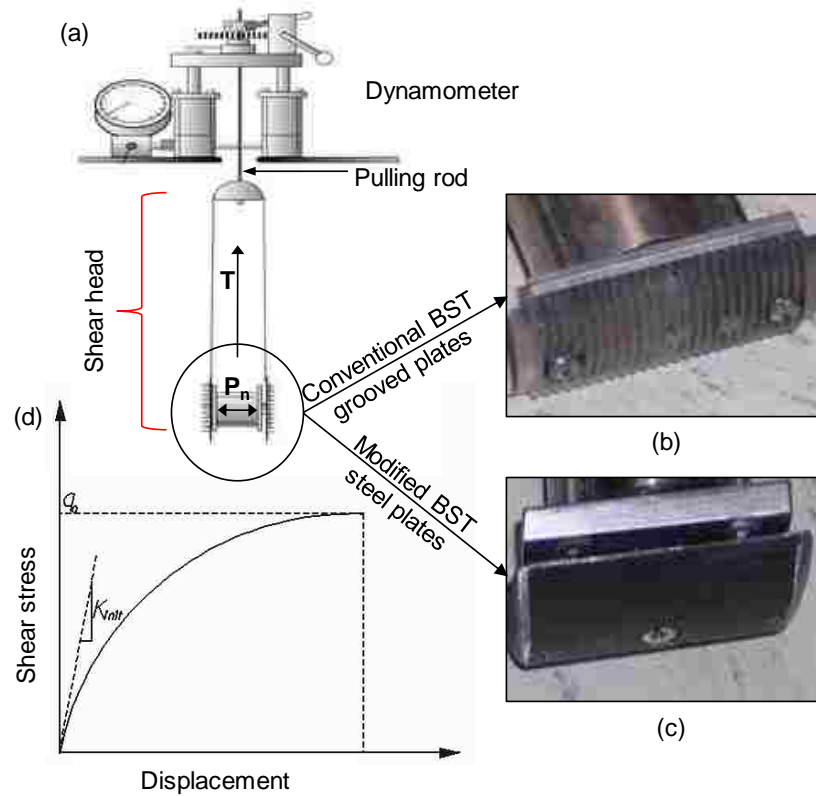 (a)
Dynamometer
Pulling rod
Shear head
T
Pn
Conventional BST
grooved plates
(b)
Modified BST
steel plates
(c)
(d)
Shear stress
Kinit
Displacement